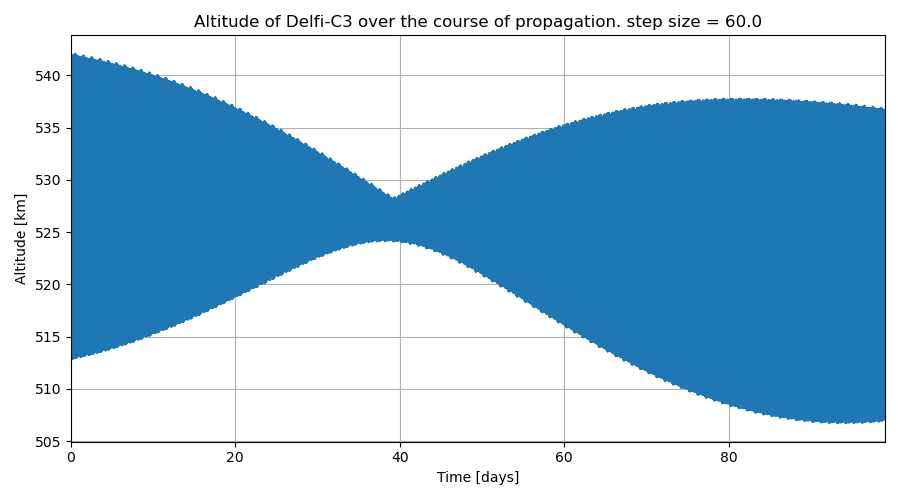 Altitude of Delfi-C3 over the course of propagation. step size = 60.0
Altitude [km]
540
535
530
525
520
515
510
505
0 20 40 60 80
Time [days]